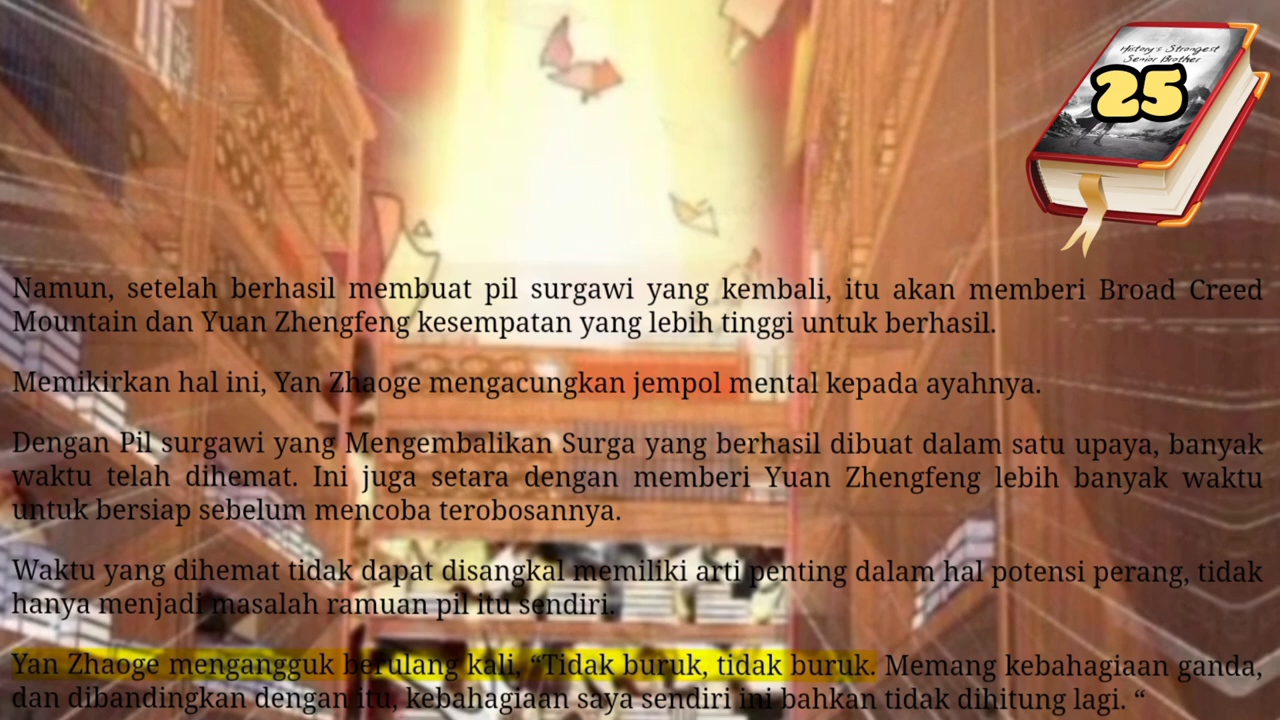 History's Strongest
Senior Brother
25
Namun, setelah berhasil membuat pil surgawi yang kembali, itu akan memberi Broad Creed
Mountain dan Yuan Zhengfeng kesempatan yang lebih tinggi untuk berhasil.
Memikirkan hal ini, Yan Zhaoge mengacungkan jempol mental kepada ayahnya.
Dengan Pil surgawi yang Mengembalikan Surga yang berhasil dibuat dalam satu upaya, banyak
waktu telah dihemat. Ini juga setara dengan memberi Yuan Zhengfeng lebih banyak waktu
untuk bersiap sebelum mencoba terobosannya.
Waktu yang dihemat tidak dapat disangkal memiliki arti penting dalam hal potensi perang, tidak
hanya menjadi masalah ramuan pil itu sendiri.
Yan Zhaoge mengangguk berulang kali, “Tidak buruk, tidak buruk. Memang kebahagiaan ganda,
dan dibandingkan dengan itu, kebahagiaan saya sendiri ini bahkan tidak dihitung lagi. “